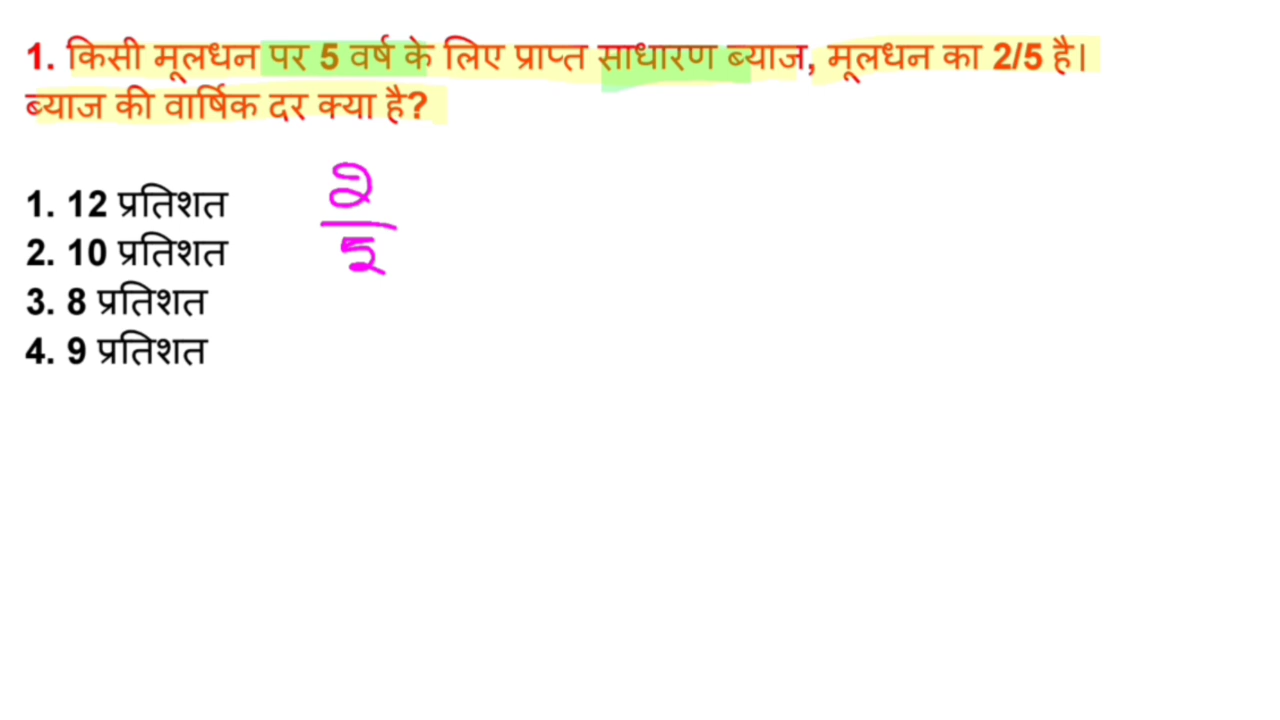 1. किसी मूलधन पर 5 वर्ष के लिए प्राप्त साधारण ब्याज, मूलधन का 2/5 है।
ब्याज की वार्षिक दर क्या है?
1. 12 प्रतिशत
2. 10 प्रतिशत
3. 8 प्रतिशत
4. 9 प्रतिशत
2
5